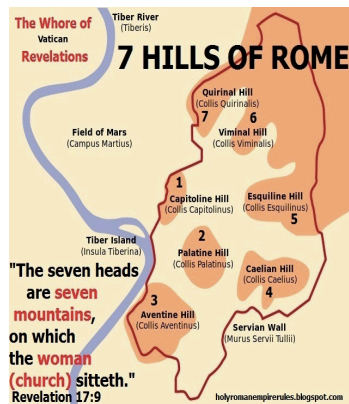 The Whore of
Vatican
Revelations
Tiber River
(Tiberis)
7 HILLS OF ROME
Quirinal Hill
(Collis Quirinalis)
7
6
Viminal Hill
(Collis Viminalis)
Field of Mars
(Campus Martius)
1
Capitoline Hill
(Collis Capitolinus)
Esquiline Hill
(Collis Esquilinus)
5
Tiber Island
(Insula Tiberina)
2
Palatine Hill
(Collis Palatinus)
Caelian Hill
(Collis Caelius)
4
3
Aventine Hill
(Collis Aventinus)
Servian Wall
(Murus Servii Tullii)
"The seven heads
are seven
mountains,
on which
the woman
(church) sitteth."
Revelation 17:9
holyromanempirerules.blogspot.com